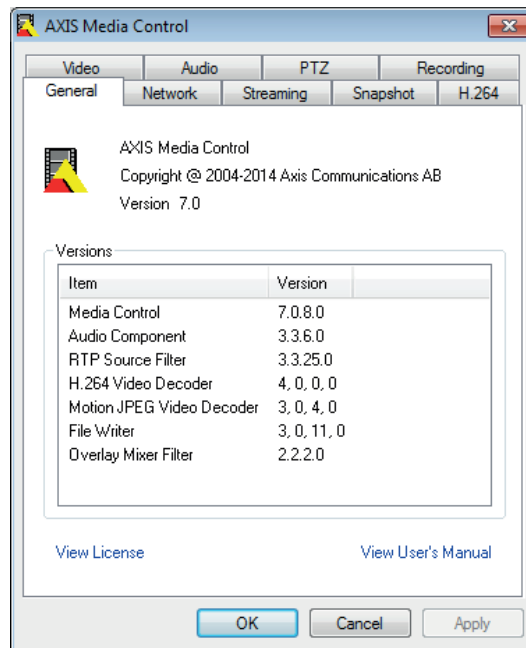 AXIS Media Control
Video Audio PTZ Recording
General Network Streaming Snapshot H.264
AXIS Media Control
Copyright @ 2004-2014 Axis Communications AB
Version 7.0
Versions
Item Version
Media Control 7.0.8.0
Audio Component 3.3.6.0
RTP Source Filter 3.3.25.0
H.264 Video Decoder 4, 0, 0, 0
Motion JPEG Video Decoder 3, 0, 4, 0
File Writer 3, 0, 11, 0
Overlay Mixer Filter 2.2.2.0
View License View User's Manual
OK Cancel Apply